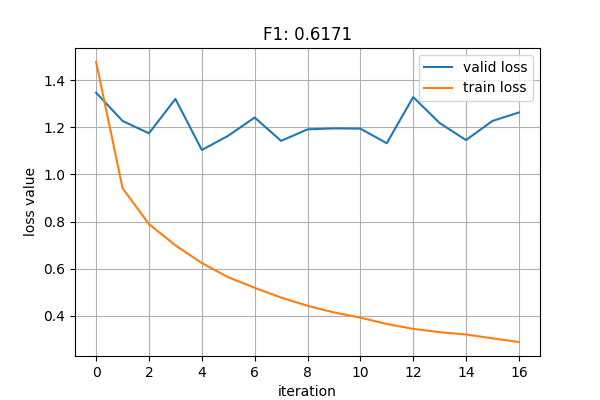 F1: 0.6171
valid loss
train loss
1.4
1.2
1.0
0.8
0.6
0.4
loss value
0 2 4 6 8 10 12 14 16
iteration